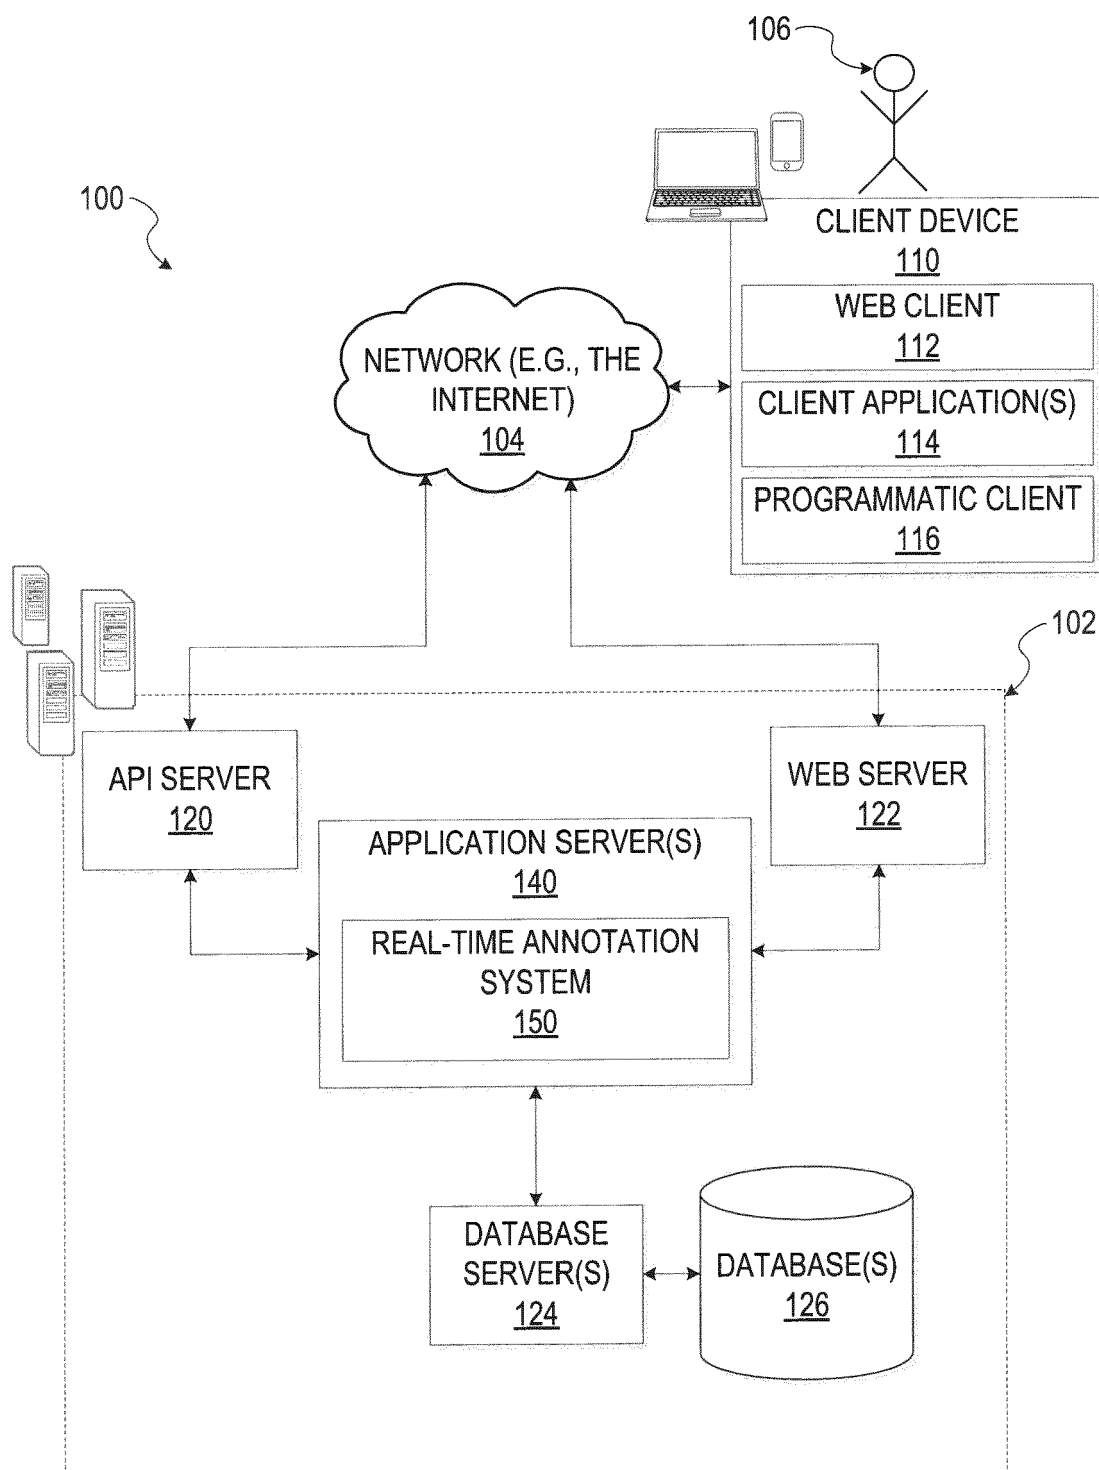 106
100
CLIENT DEVICE
110
WEB CLIENT
112
NETWORK (E.G., THE
INTERNET)
104
CLIENT APPLICATION(S)
114
PROGRAMMATIC CLIENT
116
102
API SERVER
120
WEB SERVER
122
APPLICATION SERVER(S)
140
REAL-TIME ANNOTATION
SYSTEM
150
DATABASE
SERVER(S)
124
DATABASE(S)
126